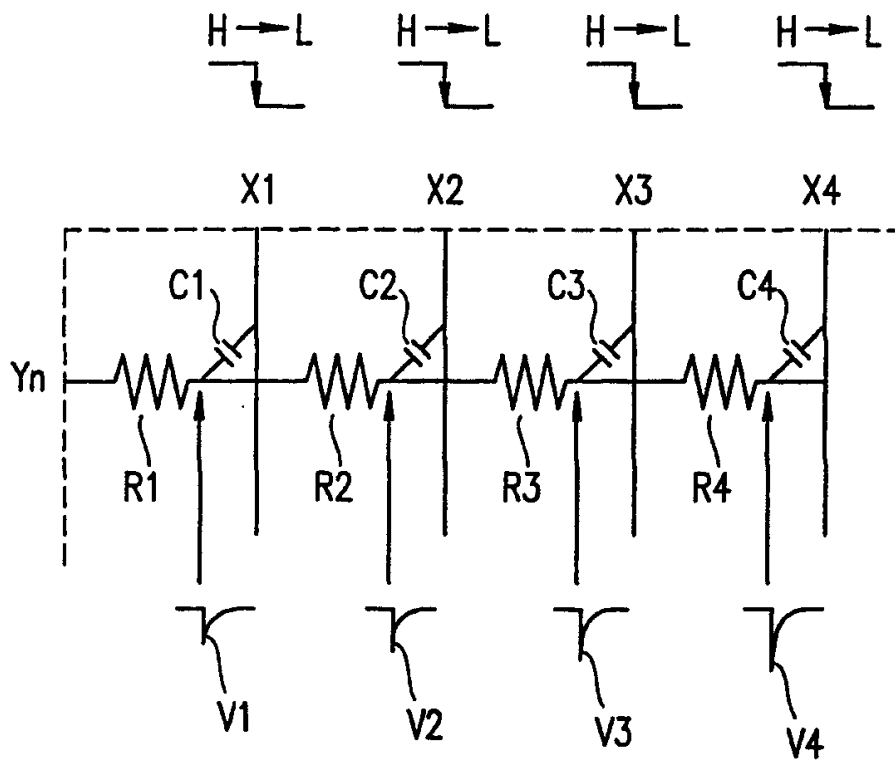 H→L H→L H→L H→L
X1 X2 X3 X4
C1 C2 C3 C4
Yn
R1 R2 R3 R4
V1 V2 V3 V4